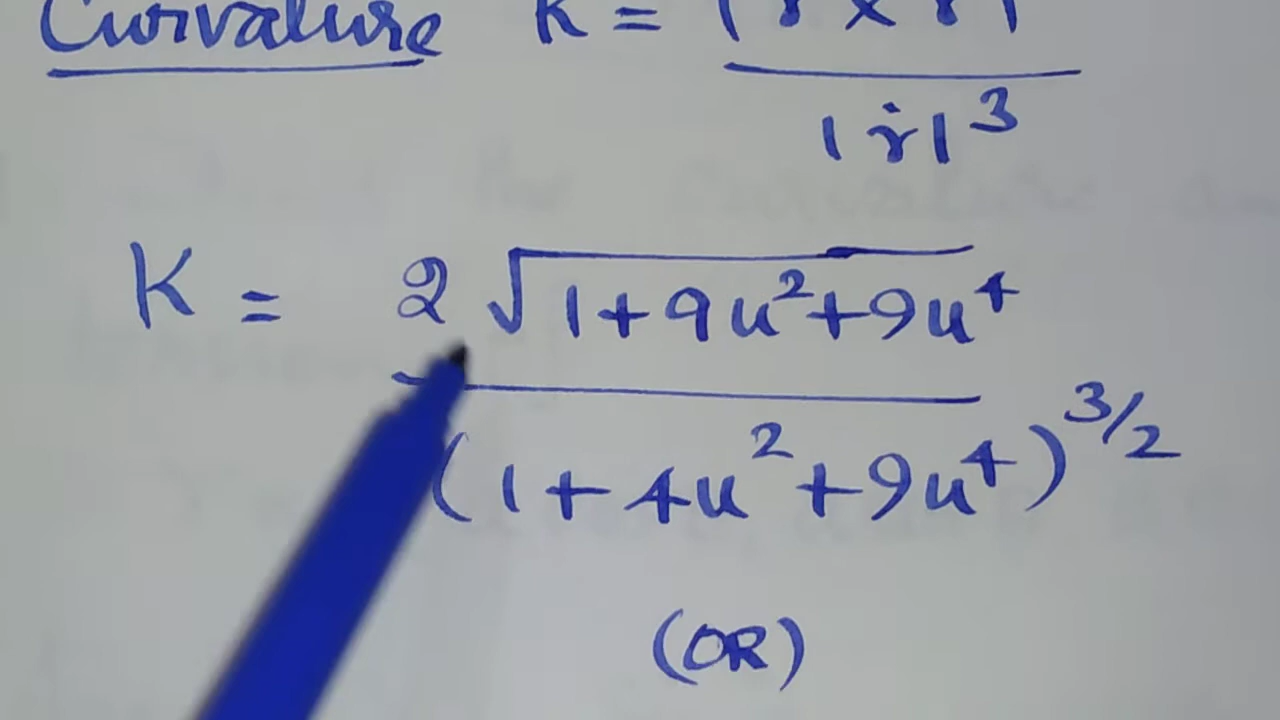 Curvature K = |ṙ × r̈|
|ṙ|³
K = 2 √1+9u²+9u⁴
(1+4u²+9u⁴)^3/2
(OR)